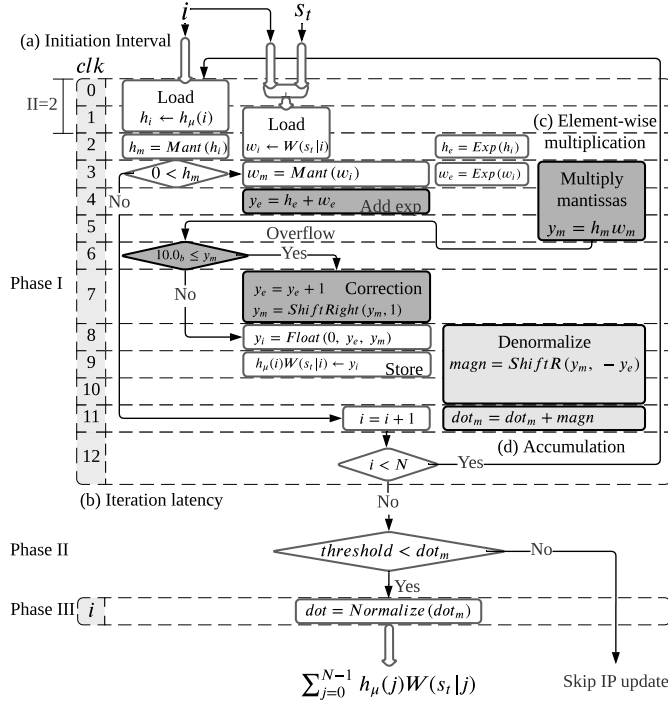 i
s_t
(a) Initiation Interval
clk
0
II=2
Load
h_i ← h_μ(i)
1
Load
w_i ← W(s_t|i)
(c) Element-wise
multiplication
2
h_m = Mant(h_i)
h_e = Exp(h_i)
3
0 < h_m
w_m = Mant(w_i)
w_e = Exp(w_i)
Multiply
mantissas
y_m = h_m w_m
No
4
y_e = h_e + w_e
Add exp
5
Overflow
6
10.0_b ≤ y_m
Yes
Phase I
No
7
Correction
y_e = y_e + 1
y_m = ShiftRight(y_m, 1)
8
y_i = Float(0, y_e, y_m)
Denormalize
magn = ShiftR(y_m, − y_e)
9
h_μ(i)W(s_t|i) ← y_i
Store
10
11
i = i + 1
dot_m = dot_m + magn
(d) Accumulation
12
i < N
Yes
(b) Iteration latency
No
Phase II
threshold < dot_m
No
Yes
Phase III
i
dot = Normalize(dot_m)
∑_{j=0}^{N−1} h_μ(j)W(s_t|j)
Skip IP update